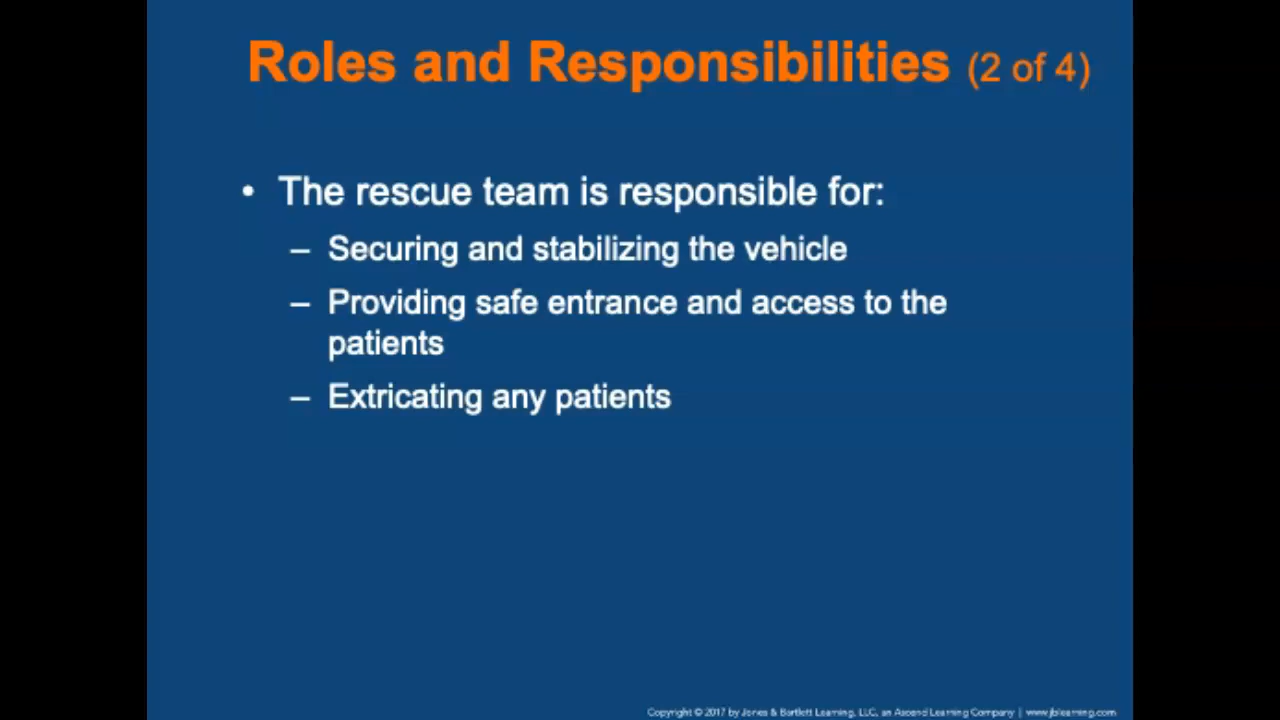 Roles and Responsibilities (2 of 4)
• The rescue team is responsible for:
– Securing and stabilizing the vehicle
– Providing safe entrance and access to the
patients
– Extricating any patients
Copyright © 2017 by Jones & Bartlett Learning, LLC, an Ascend Learning Company | www.jblearning.com